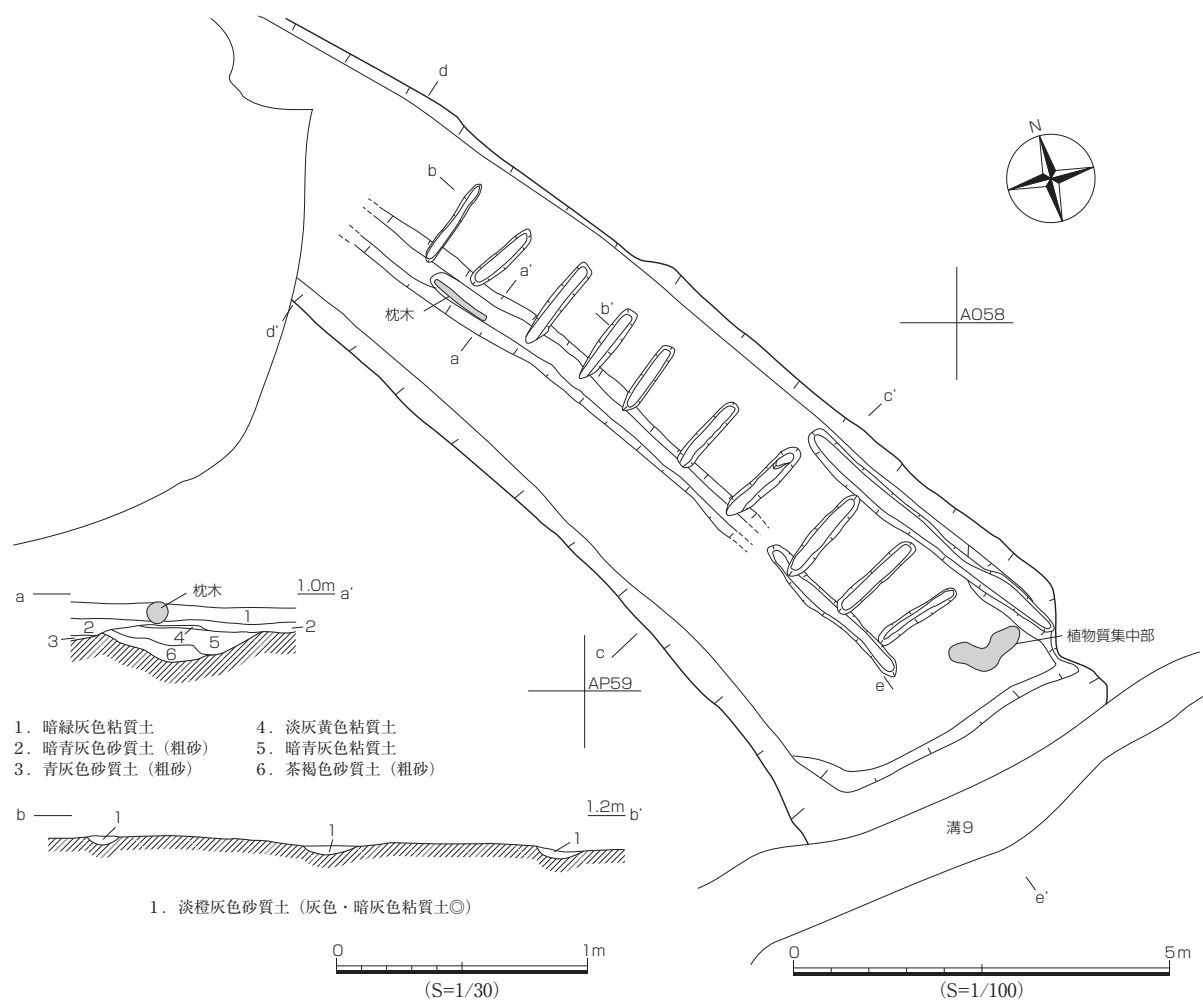 d
N
b
a'
枕木
b'
d'
a
AO58
c'
枕木
a
1.0m
a'
1
2
2
3
4
5
6
植物質集中部
c
AP59
e
1. 暗緑灰色粘質土
2. 暗青灰色砂質土（粗砂）
3. 青灰色砂質土（粗砂）
4. 淡灰黄色粘質土
5. 暗青灰色粘質土
6. 茶褐色砂質土（粗砂）
b
1.2m
b'
1
1
1
溝9
e'
1. 淡橙灰色砂質土（灰色・暗灰色粘質土◎）
0
1m
(S=1/30)
0
5m
(S=1/100)